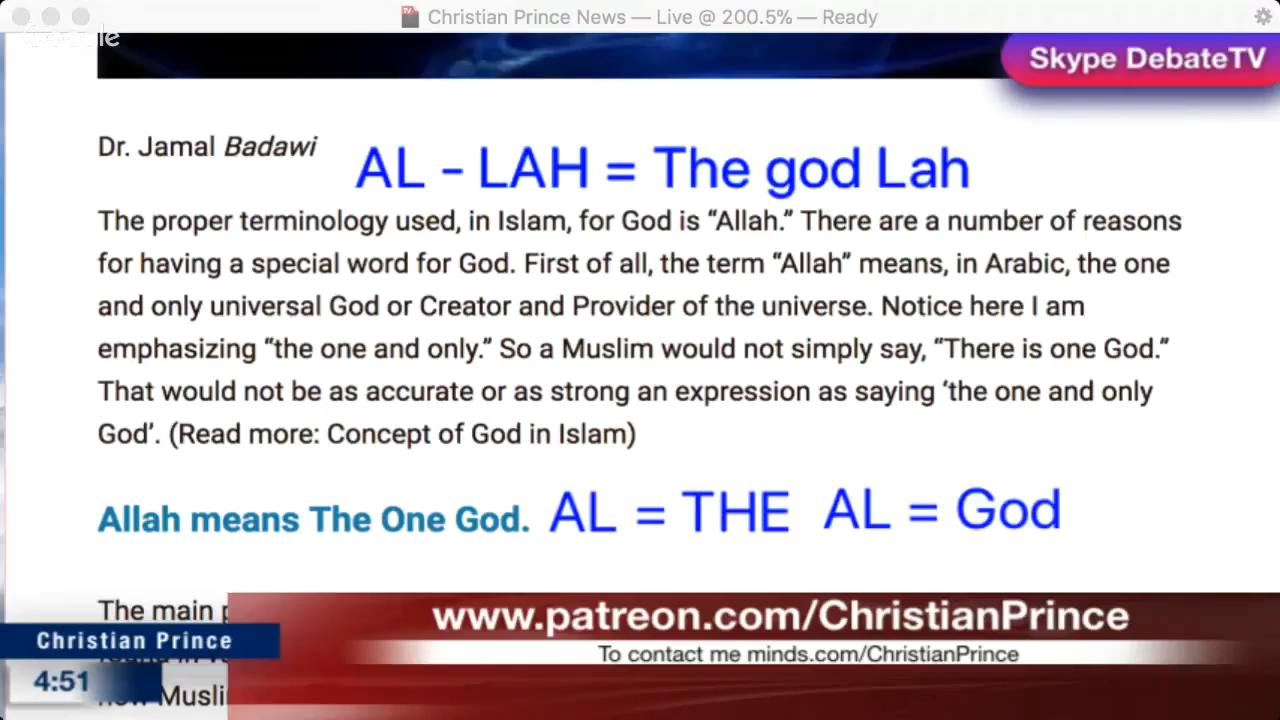 Christian Prince News — Live @ 200.5% — Ready
Google
Skype DebateTV
Dr. Jamal Badawi
AL - LAH = The god Lah
The proper terminology used, in Islam, for God is “Allah.” There are a number of reasons
for having a special word for God. First of all, the term “Allah” means, in Arabic, the one
and only universal God or Creator and Provider of the universe. Notice here I am
emphasizing “the one and only.” So a Muslim would not simply say, “There is one God.”
That would not be as accurate or as strong an expression as saying ‘the one and only
God’. (Read more: Concept of God in Islam)
Allah means The One God. AL = THE AL = God
The main
www.patreon.com/ChristianPrince
Christian Prince
To contact me minds.com/ChristianPrince
4:51